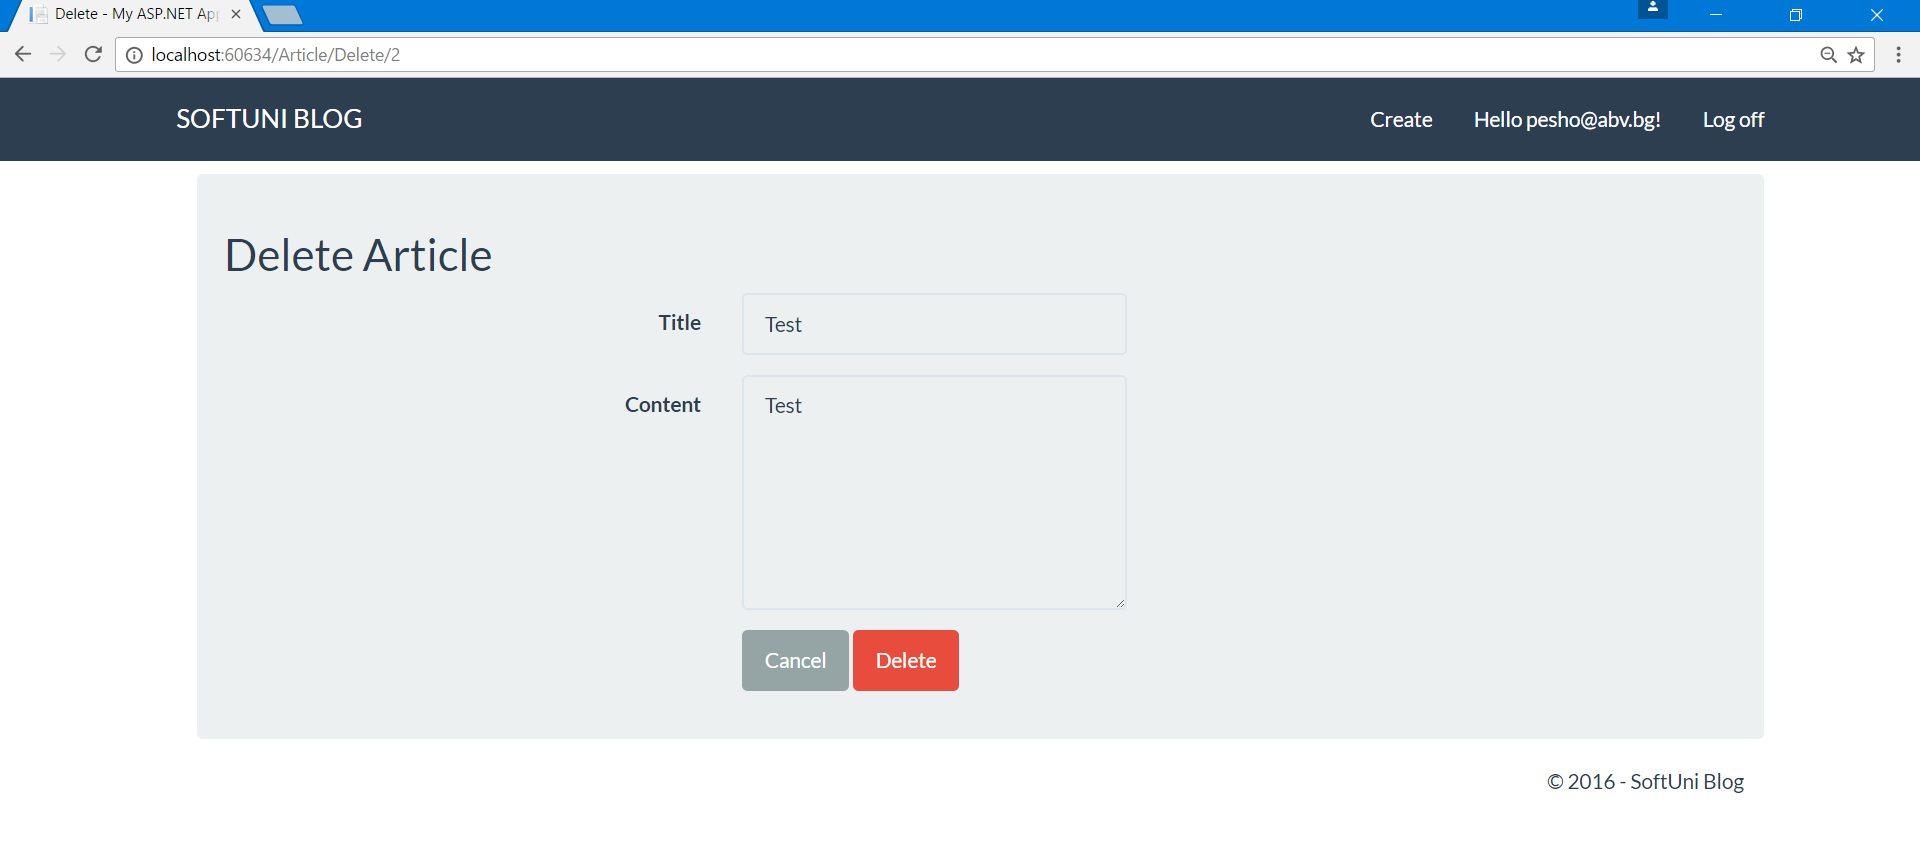 Delete - My ASP.NET Ap
localhost:60634/Article/Delete/2
SOFTUNI BLOG
Create
Hello pesho@abv.bg!
Log off
Delete Article
Title
Test
Content
Test
Cancel
Delete
© 2016 - SoftUni Blog